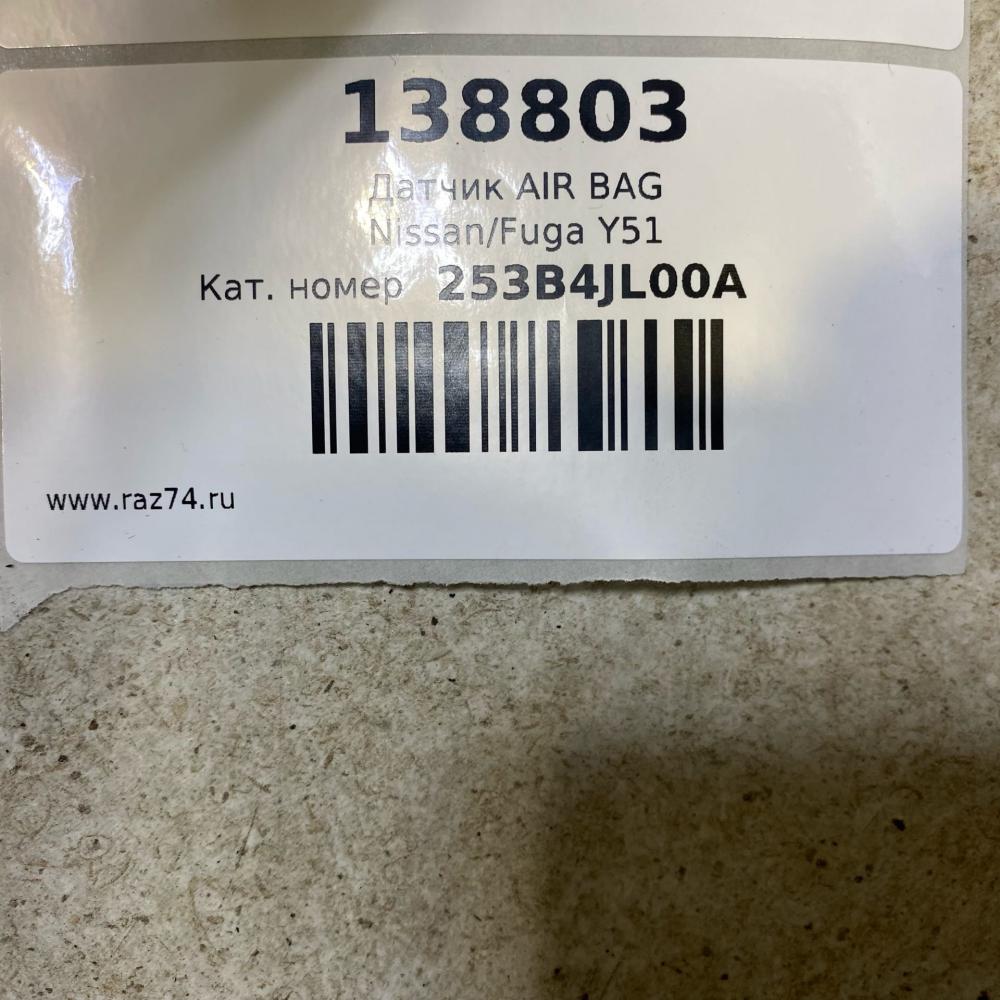 138803
Датчик AIR BAG
Nissan/Fuga Y51
Кат. номер 253B4JL00A
www.raz74.ru